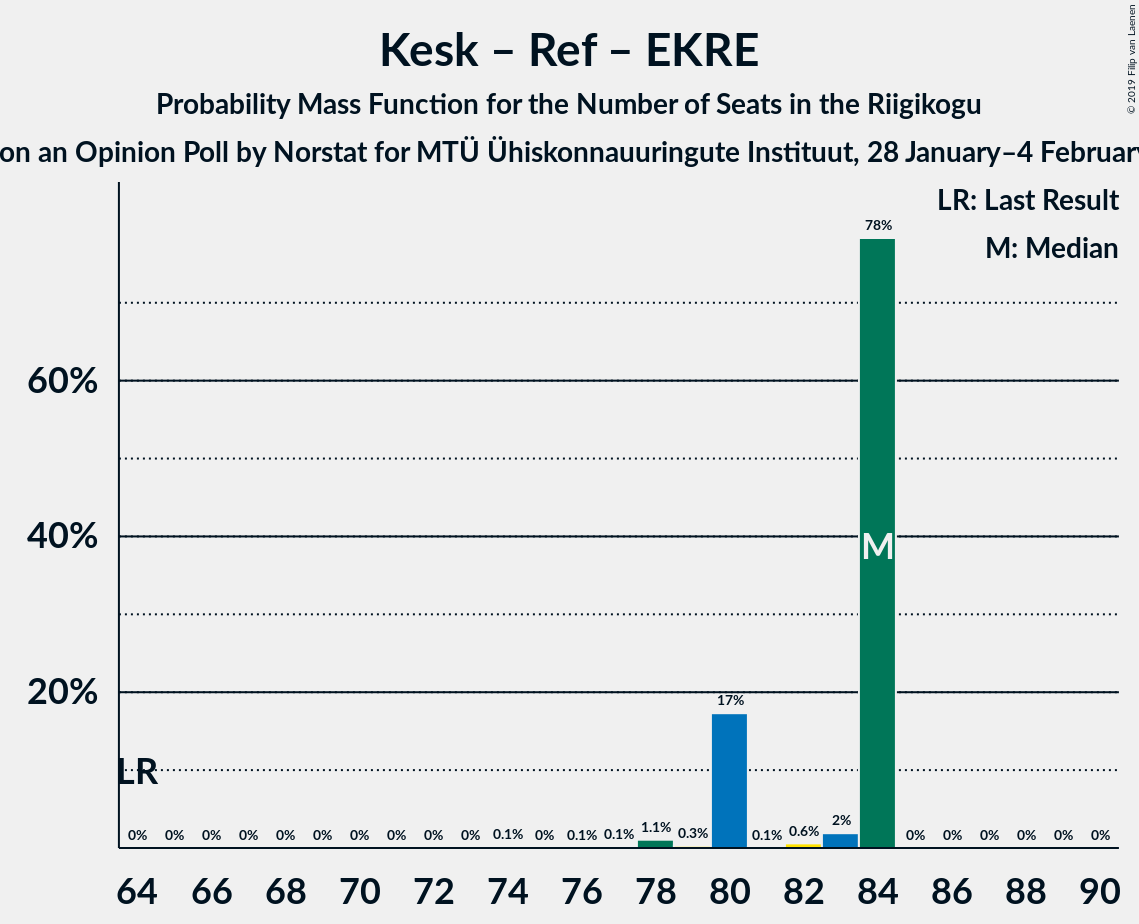 Kesk – Ref – EKRE
Probability Mass Function for the Number of Seats in the Riigikogu
on an Opinion Poll by Norstat for MTÜ Ühiskonnauuringute Instituut, 28 January–4 February
© 2019 Filip van Laenen
LR: Last Result
M: Median
78%
60%
40%
M
20%
17%
LR
0% 0% 0% 0% 0% 0% 0% 0% 0% 0% 0.1% 0% 0.1% 0.1% 1.1% 0.3% 0.1% 0.6% 2% 0% 0% 0% 0% 0% 0%
64 66 68 70 72 74 76 78 80 82 84 86 88 90